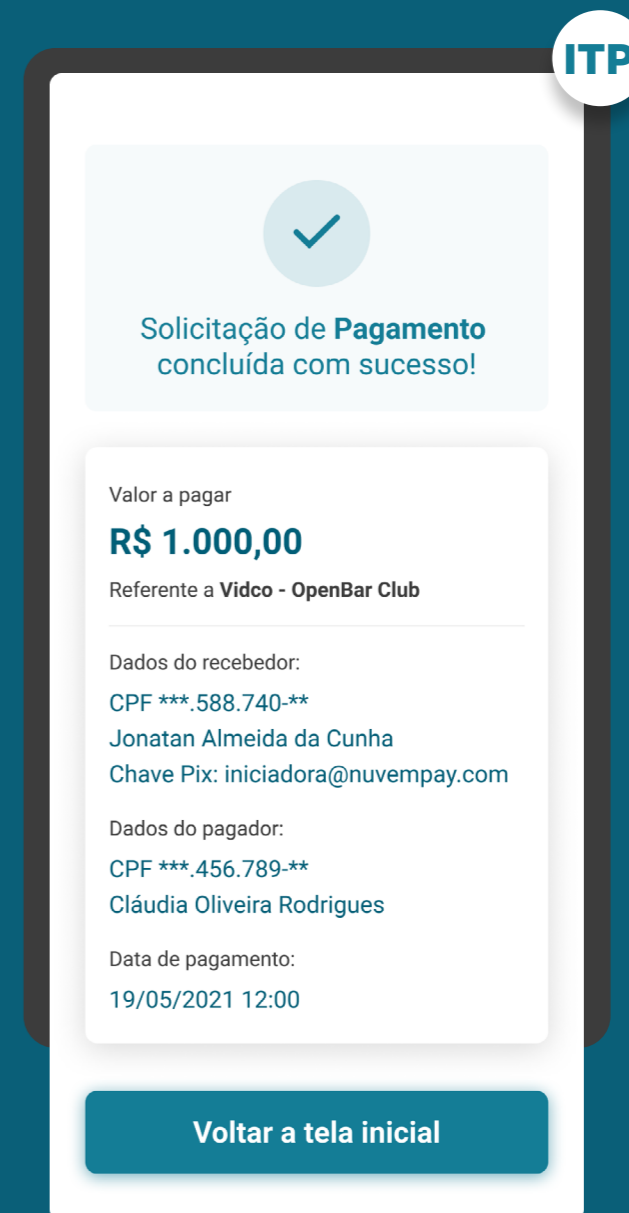 ITP
Solicitação de Pagamento
concluída com sucesso!
Valor a pagar
R$ 1.000,00
Referente a Vidco - OpenBar Club
Dados do recebedor:
CPF ***.588.740-**
Jonatan Almeida da Cunha
Chave Pix: iniciadora@nuvempay.com
Dados do pagador:
CPF ***.456.789-**
Cláudia Oliveira Rodrigues
Data de pagamento:
19/05/2021 12:00
Voltar a tela inicial